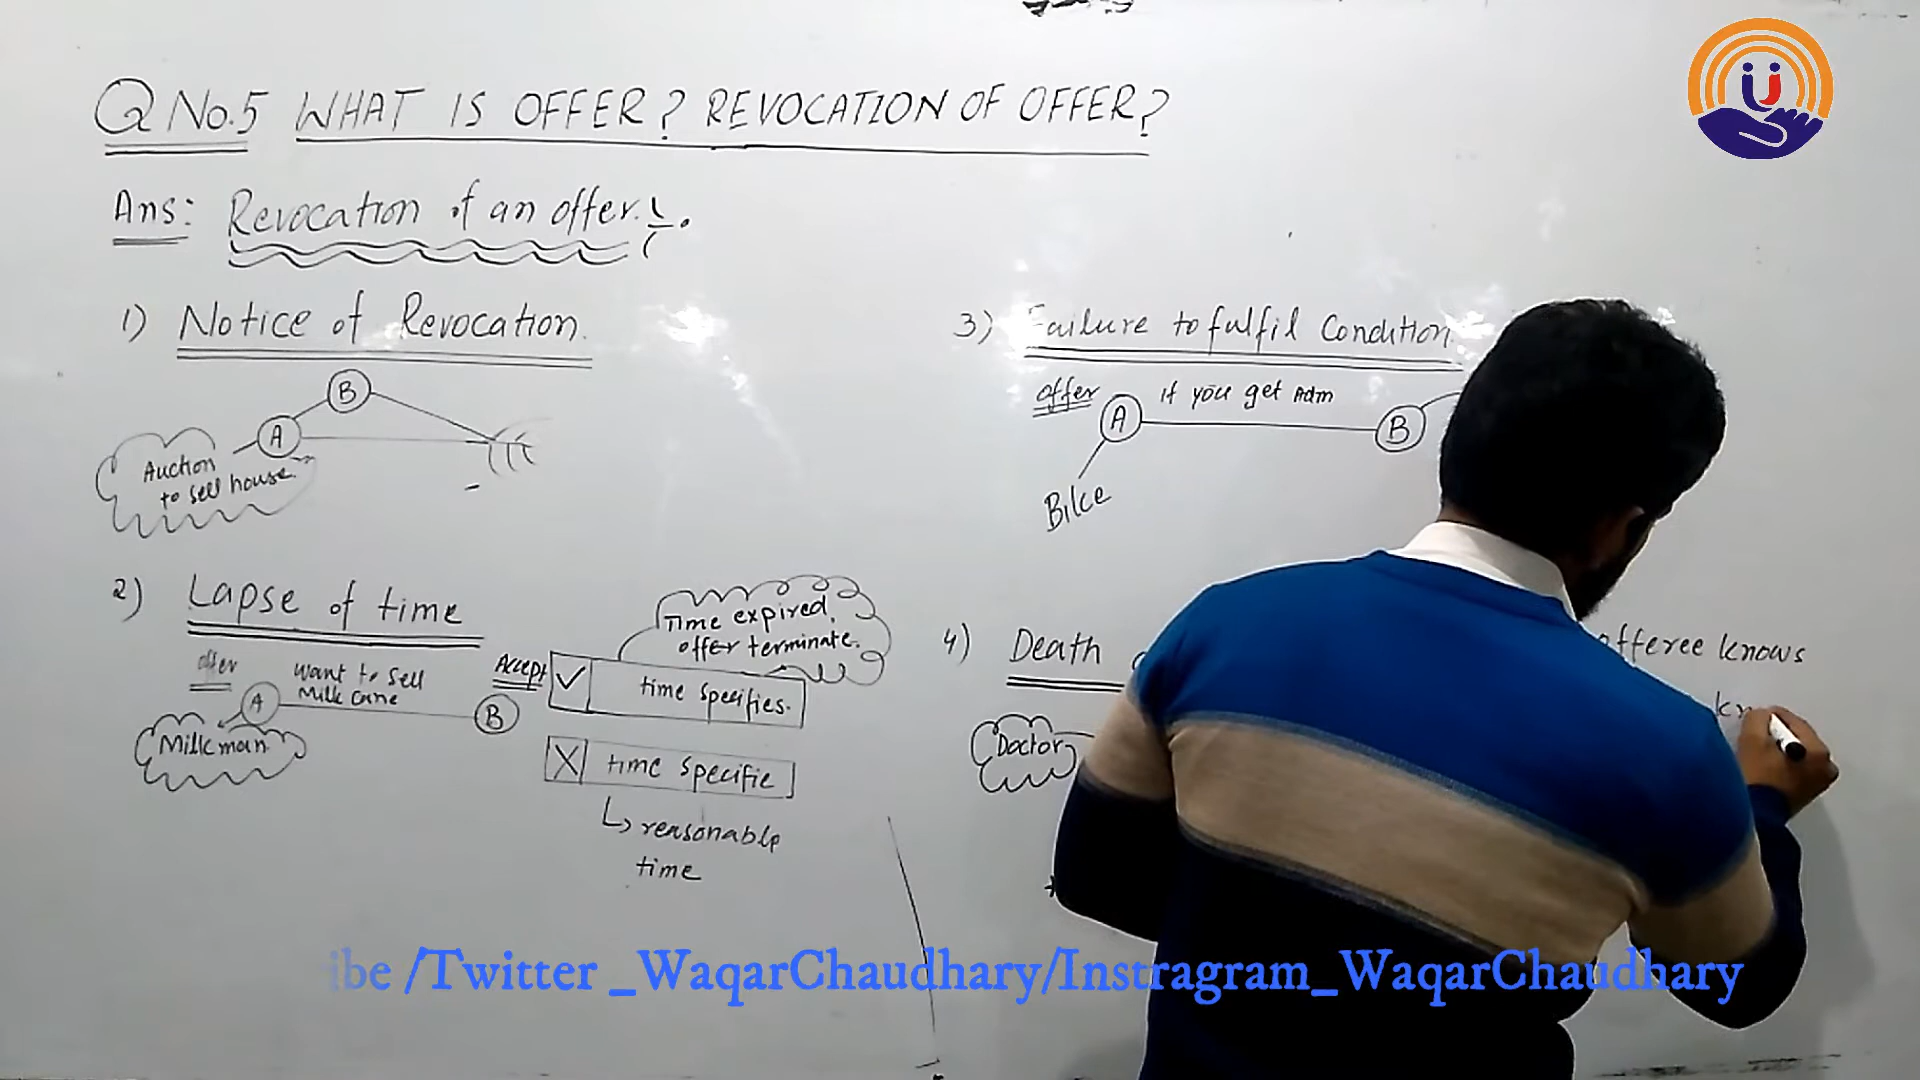 Q No.5 WHAT IS OFFER? REVOCATION OF OFFER?
Ans: Revocation of an offer.
1) Notice of Revocation.
B
A
Auction
to sell house.
2) Lapse of time
offer
A
want to sell
Milk cane
B
Milkman
Accept
Time expired,
offer terminate.
time specifies.
X time specific
↳ reasonable
time
3) Failure to fulfil Condition.
offer
A
if you get Adm
B
Bike
4) Death
offeree knows
Doctor
ibe /Twitter _WaqarChaudhary/Instragram_WaqarChaudhary